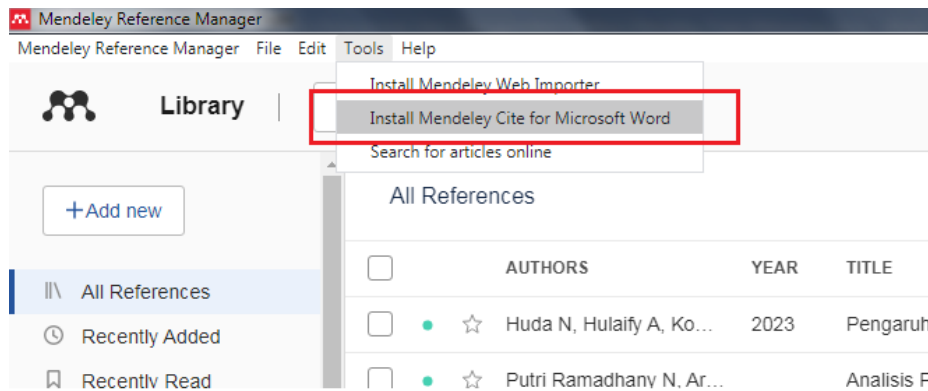 Mendeley Reference Manager
Mendeley Reference Manager File Edit Tools Help
Install Mendeley Web Importer
Install Mendeley Cite for Microsoft Word
Search for articles online
Library
+Add new
All References
Recently Added
Recently Read
All References
AUTHORS YEAR TITLE
Huda N, Hulaify A, Ko... 2023 Pengaruh
Putri Ramadhany N, Ar... Analisis P